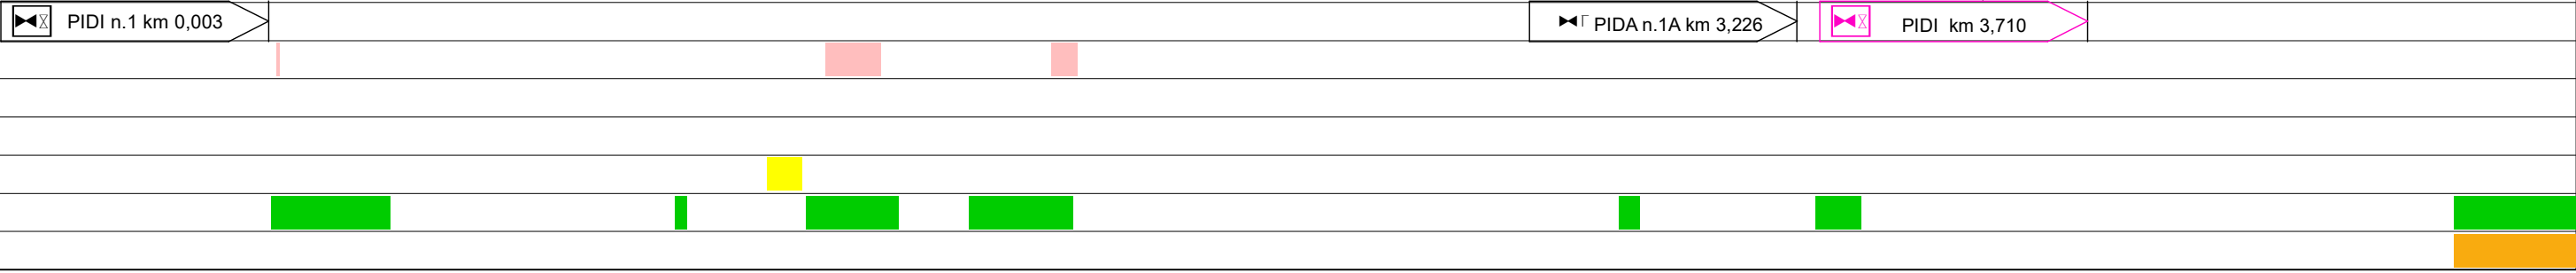 PIDI n.1 km 0,003
PIDA n.1A km 3,226
PIDI km 3,710